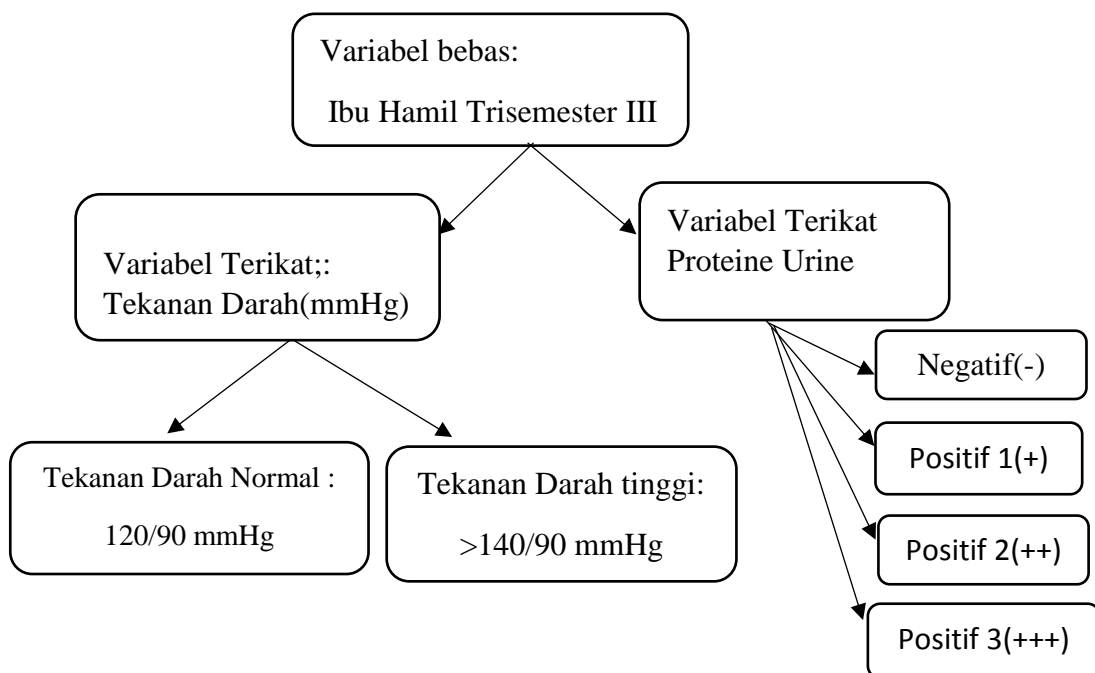 Variabel bebas:
Ibu Hamil Trisemester III
Variabel Terikat;:
Tekanan Darah(mmHg)
Variabel Terikat
Proteine Urine
Tekanan Darah Normal :
120/90 mmHg
Tekanan Darah tinggi:
>140/90 mmHg
Negatif(-)
Positif 1(+)
Positif 2(++)
Positif 3(+++)